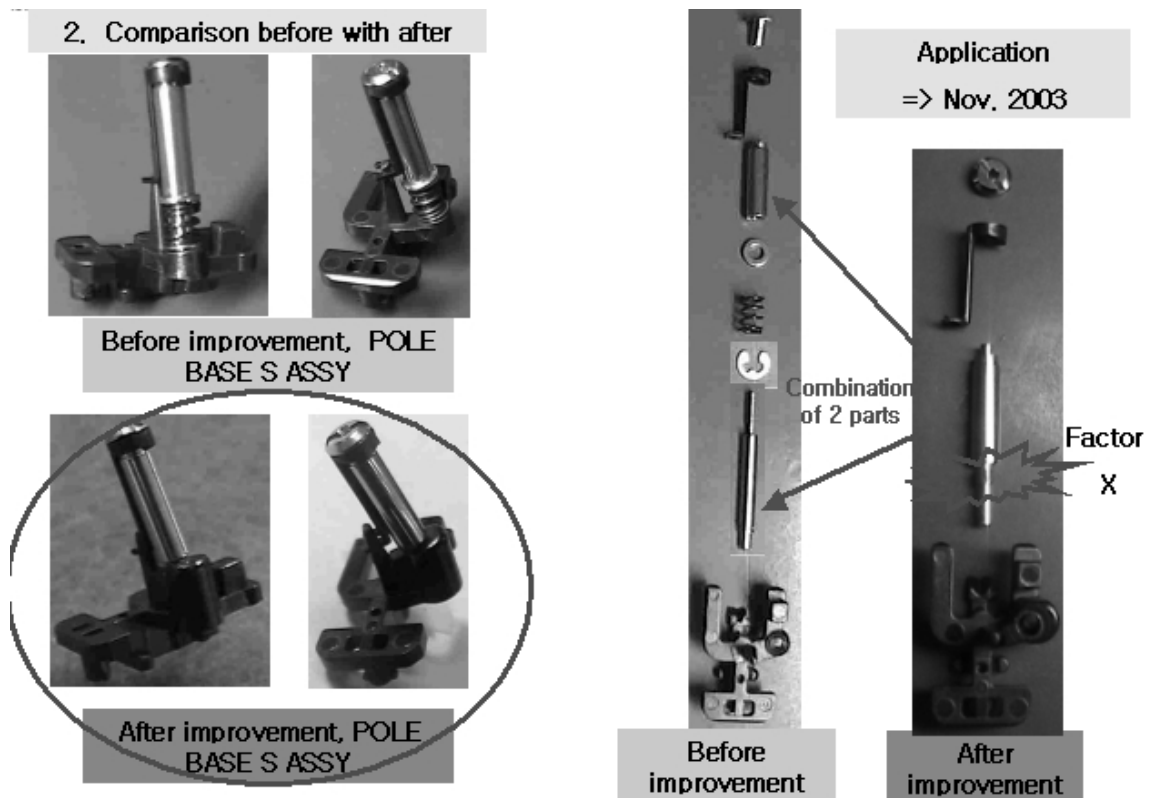 2. Comparison before with after
Before improvement, POLE
BASE S ASSY
After improvement, POLE
BASE S ASSY
Application
=> Nov. 2003
Combination
of 2 parts
Factor
X
Before
improvement
After
improvement